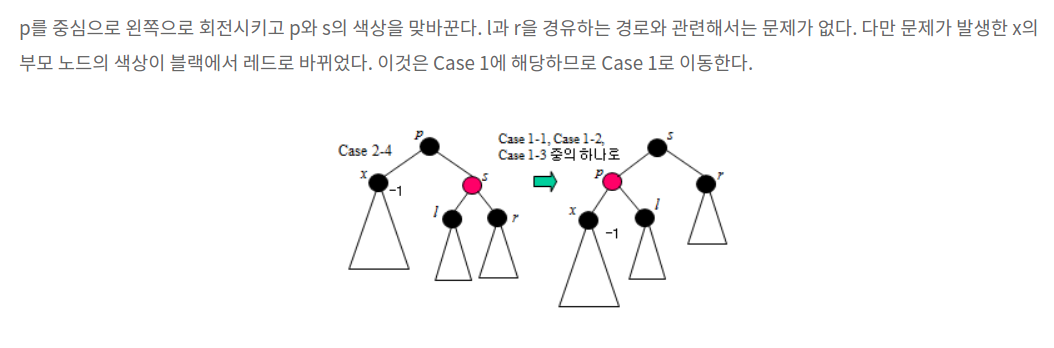 p를 중심으로 왼쪽으로 회전시키고 p와 s의 색상을 맞바꾼다. l과 r을 경유하는 경로와 관련해서는 문제가 없다. 다만 문제가 발생한 x의
부모 노드의 색상이 블랙에서 레드로 바뀌었다. 이것은 Case 1에 해당하므로 Case 1로 이동한다.
Case 2-4
p
x
-1
s
l
r
Case 1-1, Case 1-2,
Case 1-3 중의 하나로
s
p
r
x
-1
l